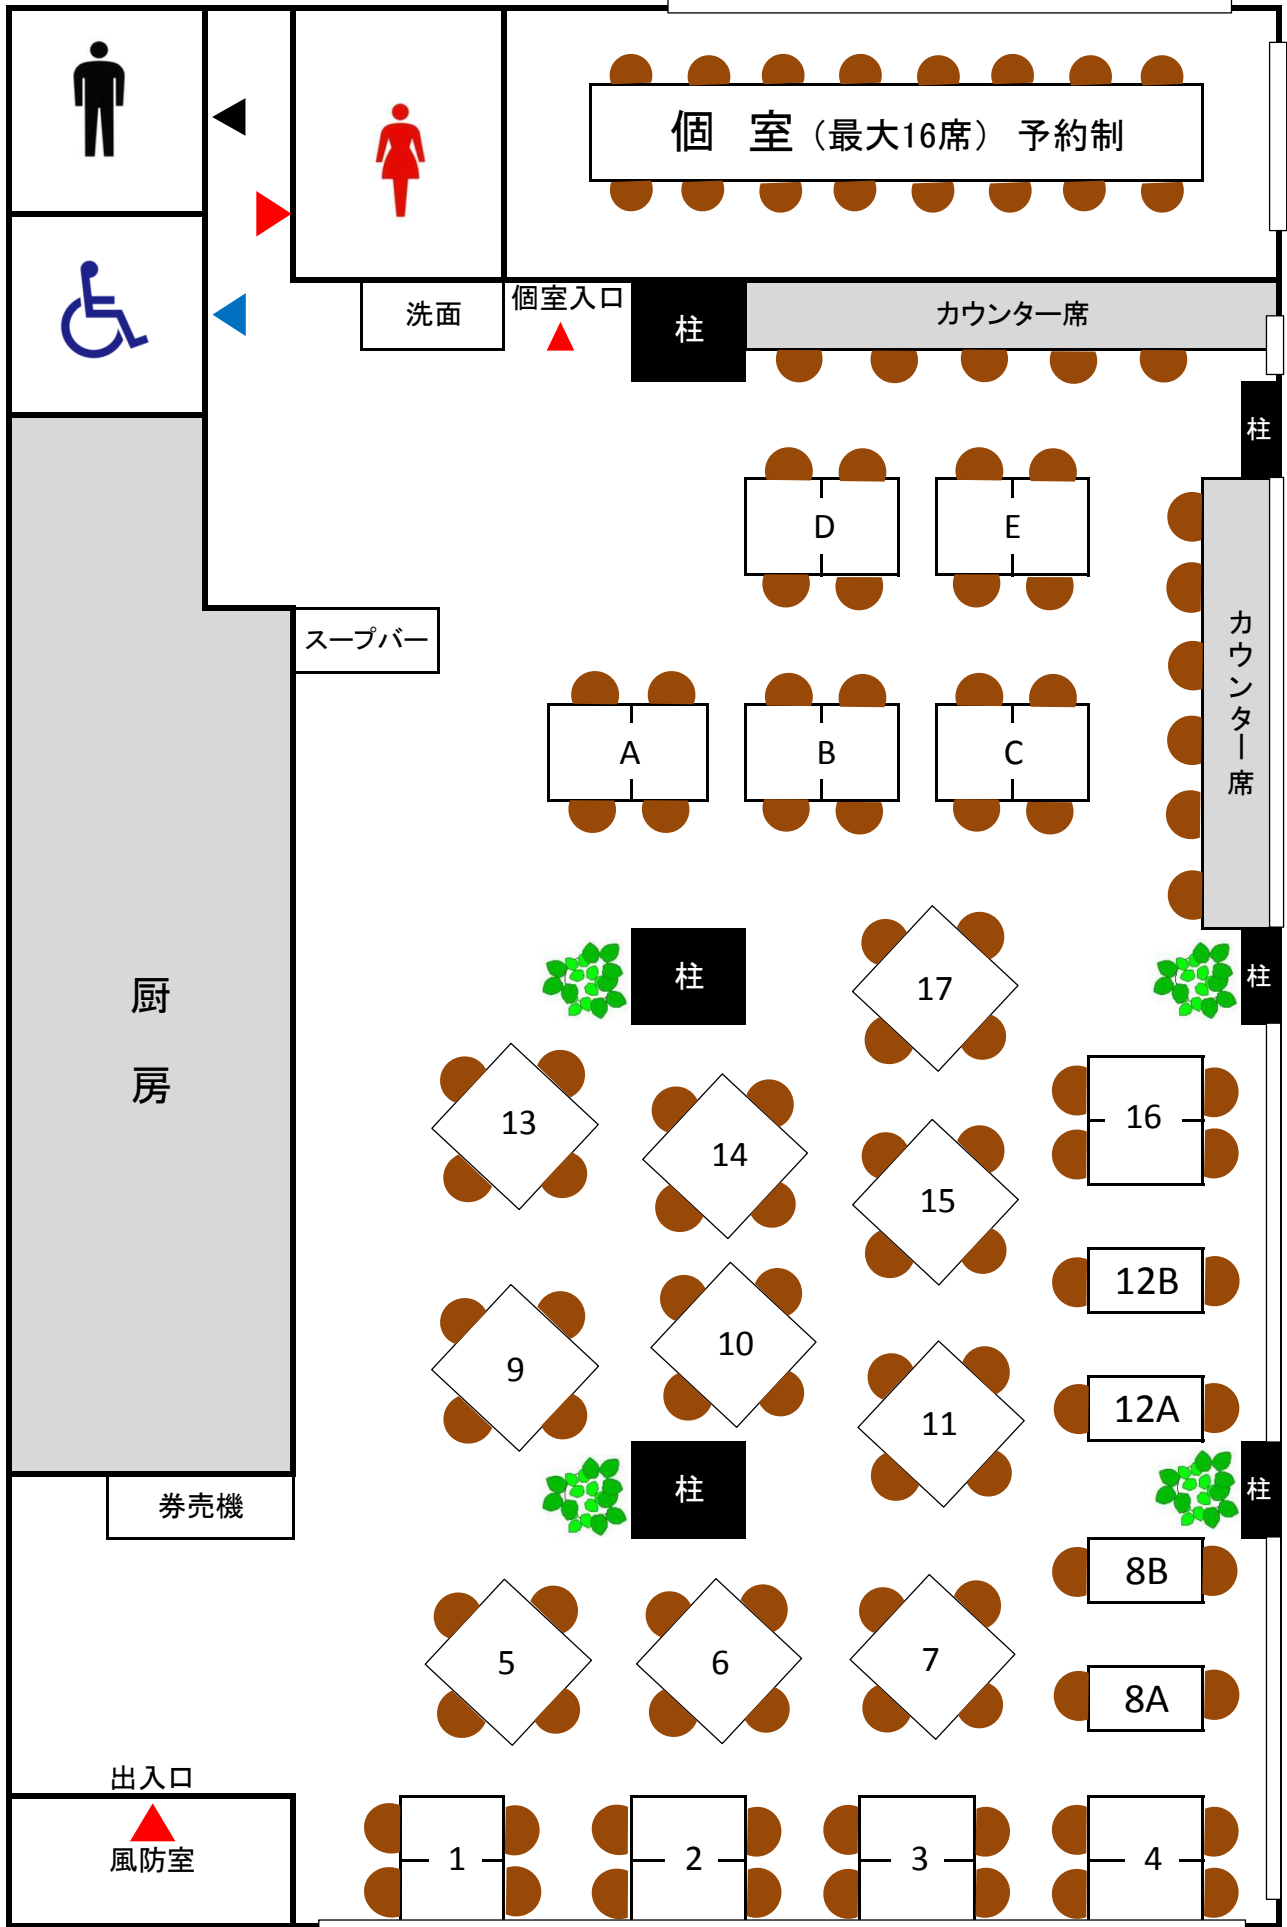 個 室（最大16席） 予約制
洗面
個室入口
柱
カウンター席
柱
D
E
スープバー
カウンター席
A
B
C
厨房
柱
17
柱
13
14
15
16
12B
9
10
11
12A
券売機
柱
柱
8B
5
6
7
8A
出入口
風防室
1
2
3
4